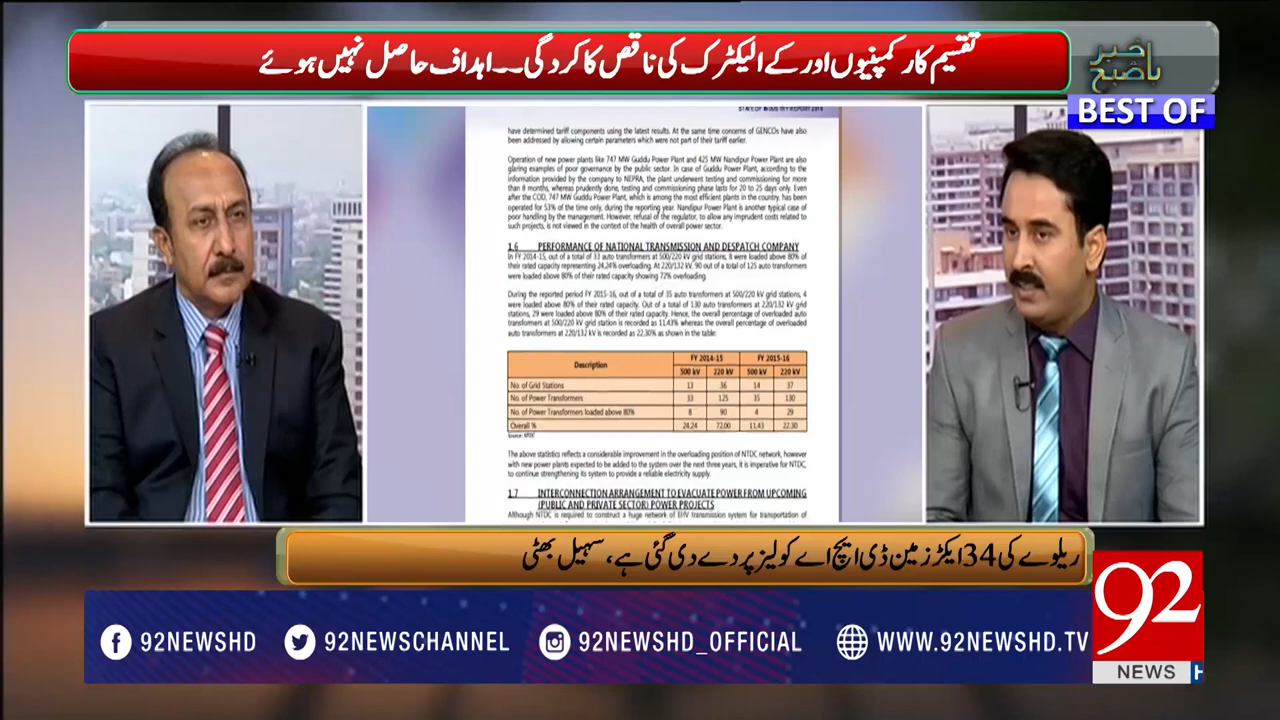 تقسیم کار کمپنیوں اور کے الیکٹرک کی ناقص کارکردگی۔۔اہداف حاصل نہیں ہوئے
باخبر صبح
BEST OF
STATE OF INDUSTRY REPORT 2016
have determined tariff components using the latest results. At the same time concerns of GENCOs have also
been addressed by allowing certain parameters which were not part of their tariff earlier.
Operation of new power plants like 747 MW Guddu Power Plant and 425 MW Nandipur Power Plant are also
glaring examples of poor governance by the public sector. In case of Guddu Power Plant, according to the
information provided by the company to NEPRA, the plant underwent testing and commissioning for more
than 8 months, whereas prudently done, testing and commissioning phase lasts for 20 to 25 days only. Even
after the COD, 747 MW Guddu Power Plant, which is among the most efficient plants in the country, has been
operated for 53% of the time only, during the reporting year. Nandipur Power Plant is another typical case of
poor handling by the management. However, refusal of the regulator, to allow any imprudent costs related to
such projects, is not viewed in the context of the health of overall power sector.
1.6 PERFORMANCE OF NATIONAL TRANSMISSION AND DESPATCH COMPANY
In FY 2014-15, out of a total of 33 auto transformers at 500/220 kV grid stations, 8 were loaded above 80% of
their rated capacity representing 24.24% overloading. At 220/132 kV, 90 out of a total of 125 auto transformers
were loaded above 80% of their rated capacity showing 72% overloading.
During the reported period FY 2015-16, out of a total of 35 auto transformers at 500/220 kV grid stations, 4
were loaded above 80% of their rated capacity. Out of a total of 130 auto transformers at 220/132 kV grid
stations, 29 were loaded above 80% of their rated capacity. Hence, the overall percentage of overloaded auto
transformers at 500/220 kV grid station is recorded as 11.43% whereas the overall percentage of overloaded
auto transformers at 220/132 kV is recorded as 22.30% as shown in the table:
Description FY 2014-15 FY 2015-16
500 kV 220 kV 500 kV 220 kV
No. of Grid Stations 13 36 14 37
No. of Power Transformers 33 125 35 130
No. of Power Transformers loaded above 80% 8 90 4 29
Overall % 24.24 72.00 11.43 22.30
Source: NTDC
The above statistics reflects a considerable improvement in the overloading position of NTDC network, however
with new power plants expected to be added to the system over the next three years, it is imperative for NTDC,
to continue strengthening its system to provide a reliable electricity supply.
1.7 INTERCONNECTION ARRANGEMENT TO EVACUATE POWER FROM UPCOMING
(PUBLIC AND PRIVATE SECTOR) POWER PROJECTS
Although NTDC is required to construct a huge network of EHV transmission system for transportation of
ریلوے کی 34 ایکڑ زمین ڈی ایچ اے کو لیز پر دے دی گئی ہے، سہیل بھٹی
92NEWSHD 92NEWSCHANNEL 92NEWSHD_OFFICIAL WWW.92NEWSHD.TV
92
NEWS